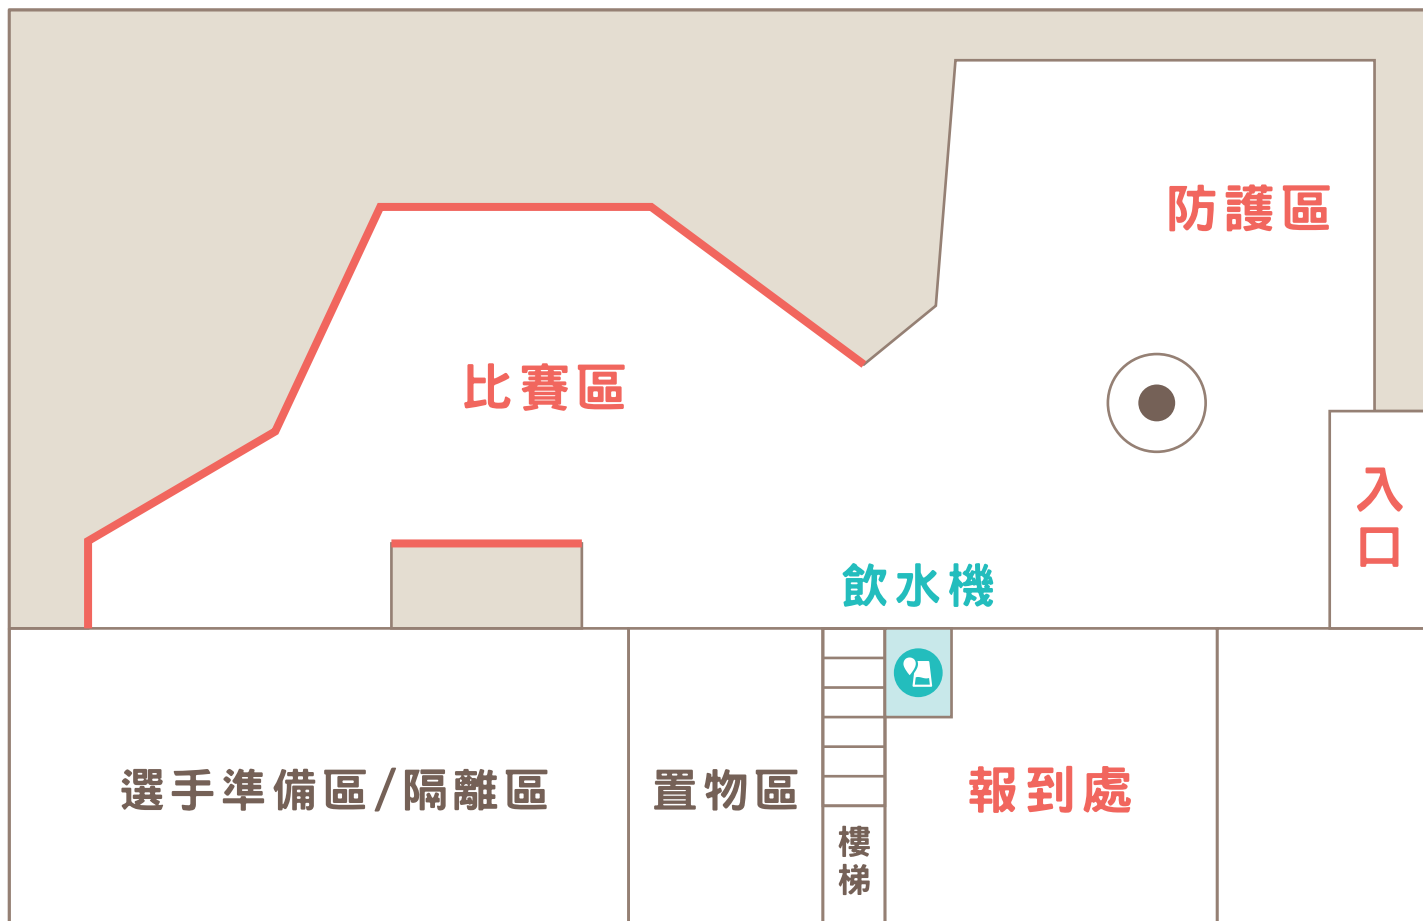 防護區
比賽區
入口
飲水機
選手準備區/隔離區
置物區
報到處
樓梯